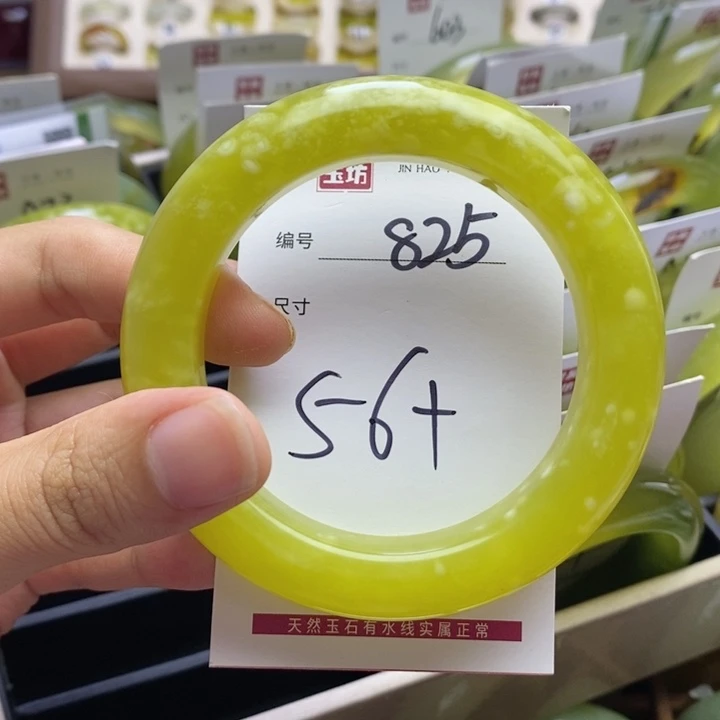 玉坊
JIN HAO
编号 825
尺寸
56+
天然玉石有水线实属正常